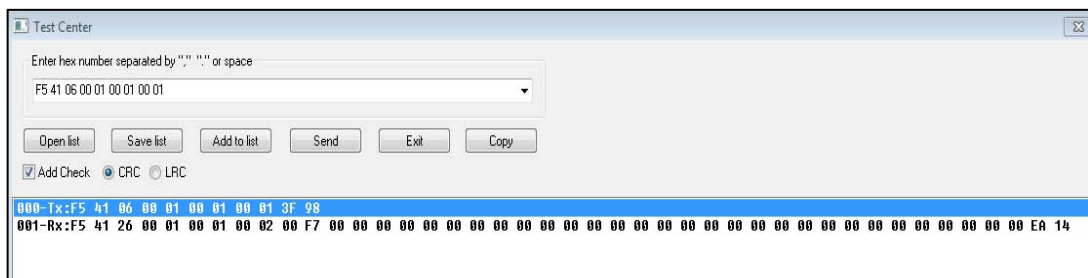 Test Center
Enter hex number separated by "," "." or space
F5 41 06 00 01 00 01 00 01
Open list Save list Add to list Send Exit Copy
Add Check CRC LRC
000-Tx:F5 41 06 00 01 00 01 00 01 3F 98
001-Rx:F5 41 26 00 01 00 01 00 02 00 F7 00 00 00 00 00 00 00 00 00 00 00 00 00 00 00 00 00 00 00 00 00 00 00 00 00 00 00 00 00 00 EA 14